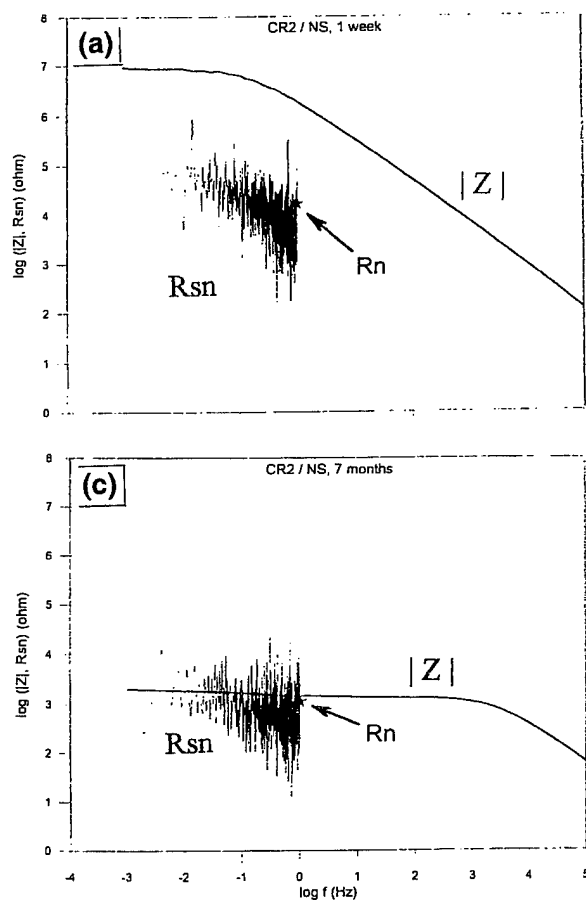 (a)
CR2 / NS, 1 week
8
7
6
5
4
3
2
1
0
log (|Z|, Rsn) (ohm)
|Z|
Rn
Rsn
(c)
CR2 / NS, 7 months
8
7
6
5
4
3
2
1
0
log (|Z|, Rsn) (ohm)
|Z|
Rn
Rsn
-4 -3 -2 -1 0 1 2 3 4 5
log f (Hz)